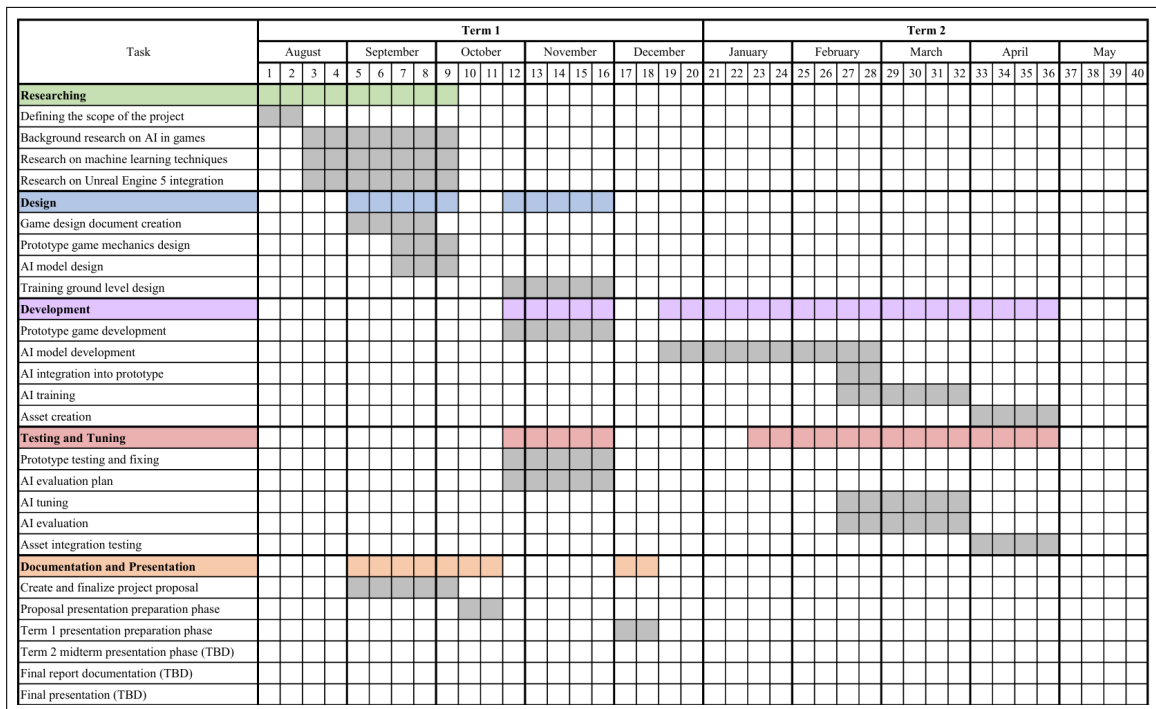 Task
Term 1
Term 2
August September October November December January February March April May
1 2 3 4 5 6 7 8 9 10 11 12 13 14 15 16 17 18 19 20 21 22 23 24 25 26 27 28 29 30 31 32 33 34 35 36 37 38 39 40
Researching
Defining the scope of the project
Background research on AI in games
Research on machine learning techniques
Research on Unreal Engine 5 integration
Design
Game design document creation
Prototype game mechanics design
AI model design
Training ground level design
Development
Prototype game development
AI model development
AI integration into prototype
AI training
Asset creation
Testing and Tuning
Prototype testing and fixing
AI evaluation plan
AI tuning
AI evaluation
Asset integration testing
Documentation and Presentation
Create and finalize project proposal
Proposal presentation preparation phase
Term 1 presentation preparation phase
Term 2 midterm presentation phase (TBD)
Final report documentation (TBD)
Final presentation (TBD)